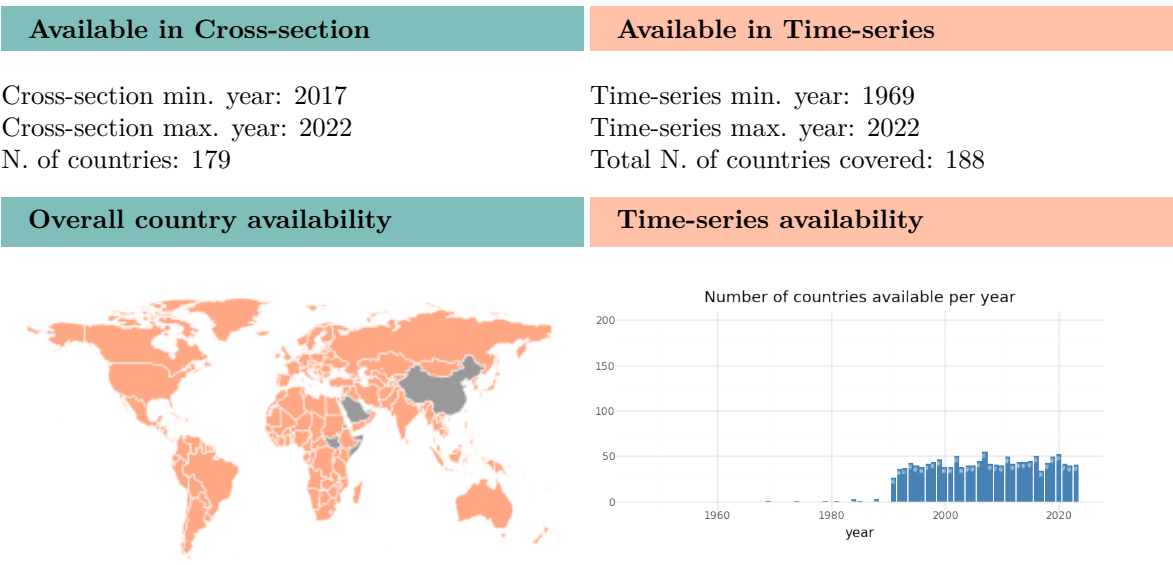 Available in Cross-section
Available in Time-series
Cross-section min. year: 2017
Cross-section max. year: 2022
N. of countries: 179
Time-series min. year: 1969
Time-series max. year: 2022
Total N. of countries covered: 188
Overall country availability
Time-series availability
Number of countries available per year
200
150
100
50
0
1960 1980 2000 2020
year